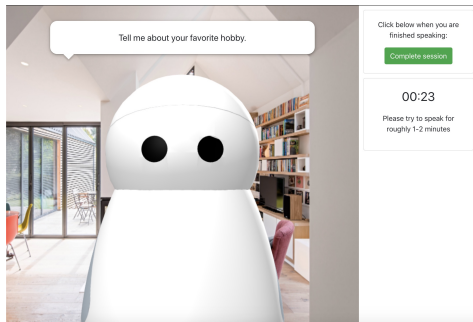 Tell me about your favorite hobby.
Click below when you are
finished speaking:
Complete session
00:23
Please try to speak for
roughly 1-2 minutes